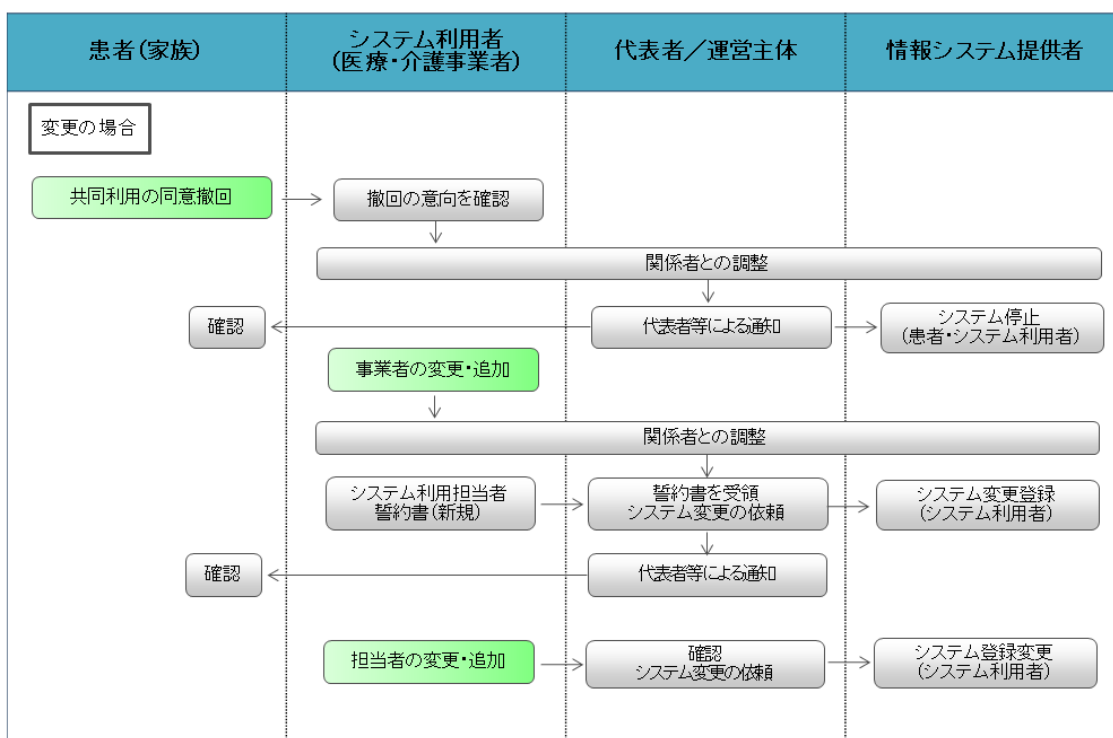 患者(家族)
システム利用者
(医療・介護事業者)
代表者／運営主体
情報システム提供者
変更の場合
共同利用の同意撤回
撤回の意向を確認
関係者との調整
確認
代表者等による通知
システム停止
(患者・システム利用者)
事業者の変更・追加
関係者との調整
システム利用担当者
誓約書(新規)
誓約書を受領
システム変更の依頼
システム変更登録
(システム利用者)
確認
代表者等による通知
担当者の変更・追加
確認
システム変更の依頼
システム登録変更
(システム利用者)